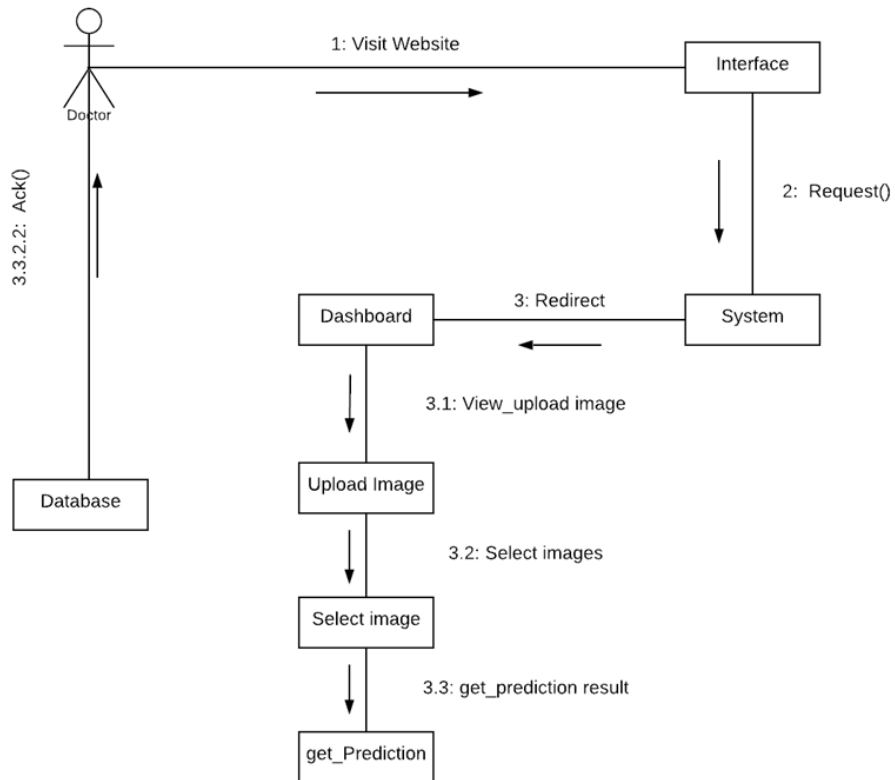 1: Visit Website
Interface
Doctor
3.3.2.2:  Ack()
2:  Request()
Dashboard
3: Redirect
System
3.1: View_upload image
Database
Upload Image
3.2: Select images
Select image
3.3: get_prediction result
get_Prediction